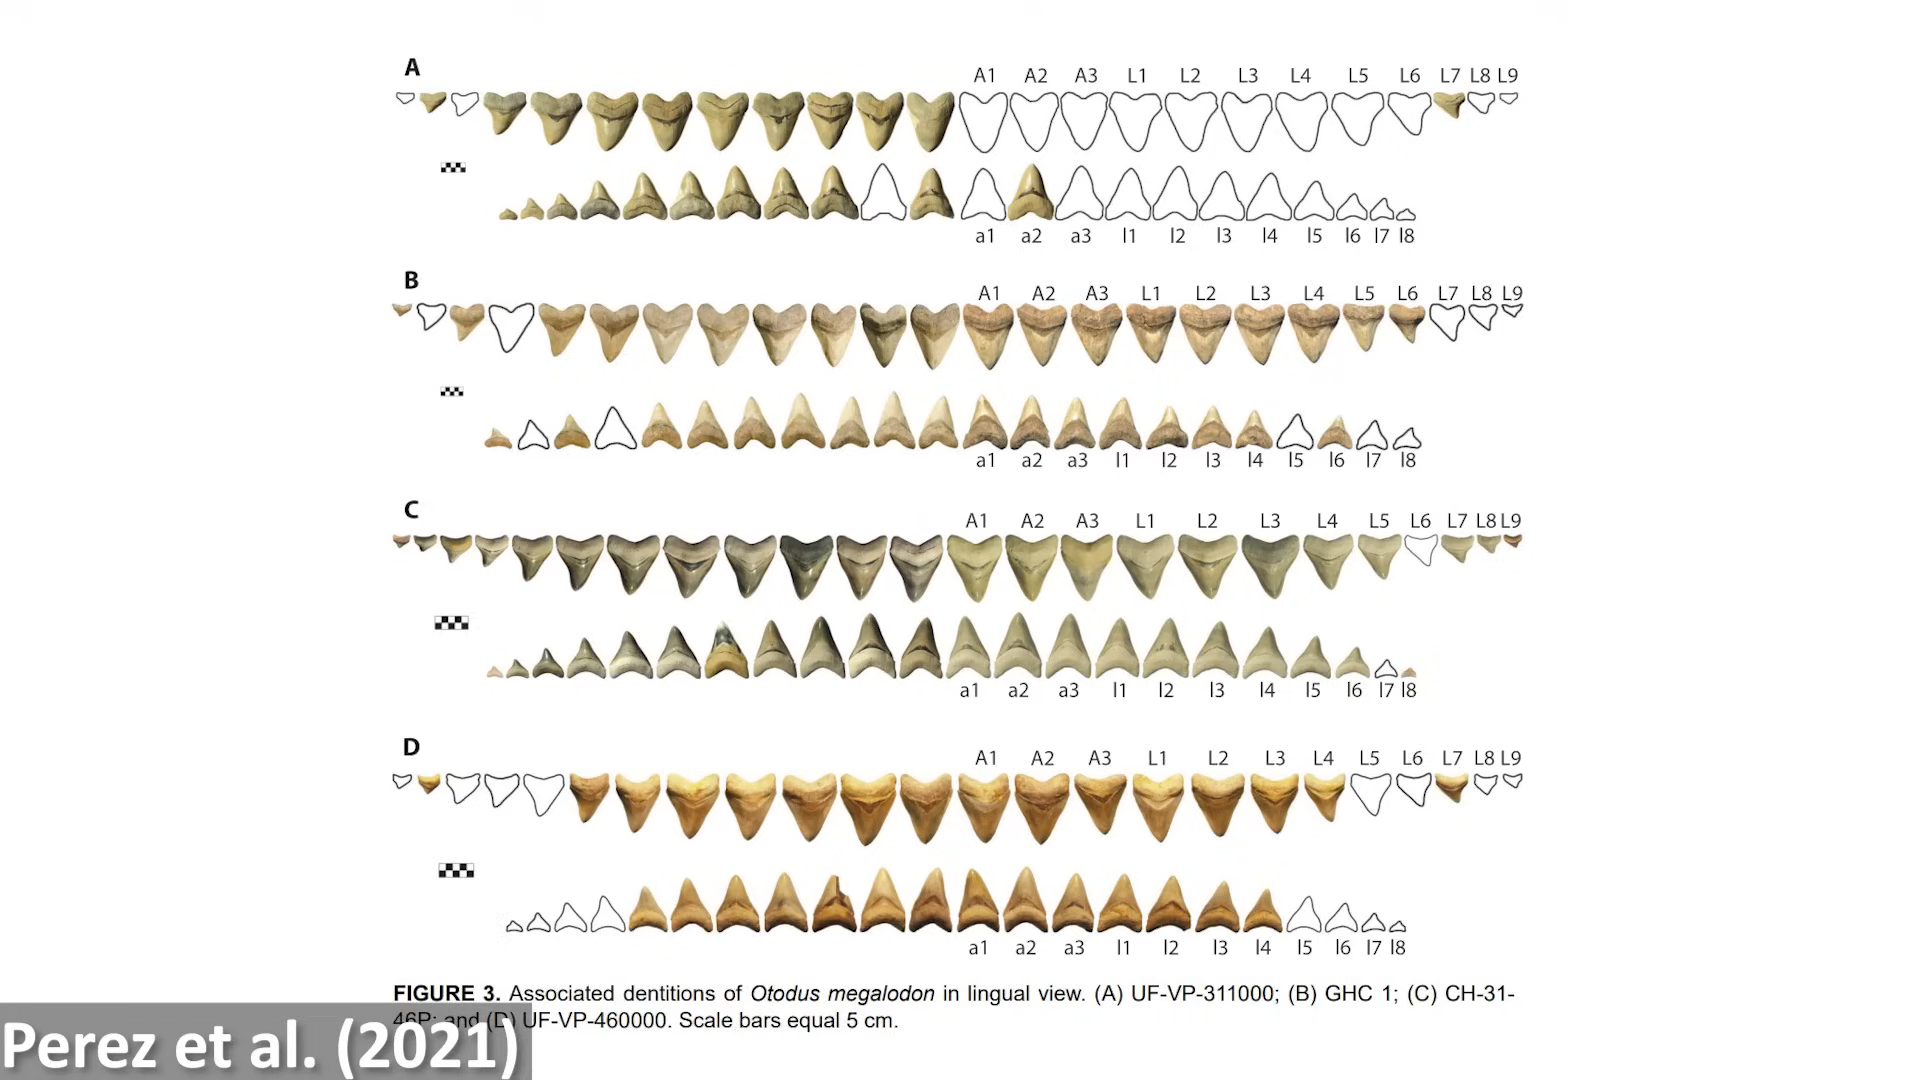 A
A1 A2 A3 L1 L2 L3 L4 L5 L6 L7 L8 L9
a1 a2 a3 l1 l2 l3 l4 l5 l6 l7 l8
B
A1 A2 A3 L1 L2 L3 L4 L5 L6 L7 L8 L9
a1 a2 a3 l1 l2 l3 l4 l5 l6 l7 l8
C
A1 A2 A3 L1 L2 L3 L4 L5 L6 L7 L8 L9
a1 a2 a3 l1 l2 l3 l4 l5 l6 l7 l8
D
A1 A2 A3 L1 L2 L3 L4 L5 L6 L7 L8 L9
a1 a2 a3 l1 l2 l3 l4 l5 l6 l7 l8
FIGURE 3. Associated dentitions of Otodus megalodon in lingual view. (A) UF-VP-311000; (B) GHC 1; (C) CH-31-
46P; and (D) UF-VP-460000. Scale bars equal 5 cm.
Perez et al. (2021)